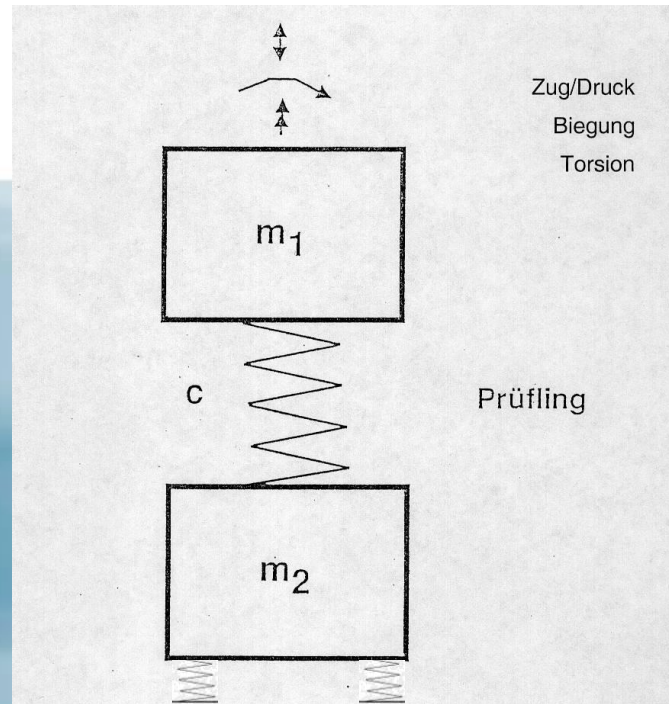 Zug/Druck
Biegung
Torsion
m₁
c
Prüfling
m₂